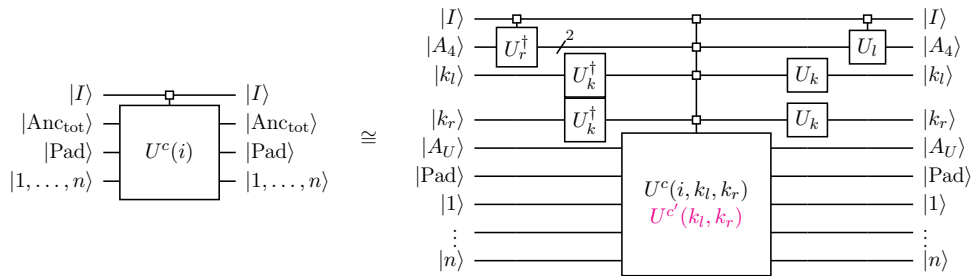 |I⟩ |I⟩
|Anc_tot⟩ |Anc_tot⟩
|Pad⟩ U^c(i) |Pad⟩
|1, . . . , n⟩ |1, . . . , n⟩
≅
|I⟩ |I⟩
|A_4⟩ U_r^† 2 U_l |A_4⟩
|k_l⟩ U_k^† U_k |k_l⟩
|k_r⟩ U_k^† U_k |k_r⟩
|A_U⟩ |A_U⟩
|Pad⟩ U^c(i, k_l, k_r) |Pad⟩
|1⟩ U^{c'}(k_l, k_r) |1⟩
⋮ ⋮
|n⟩ |n⟩